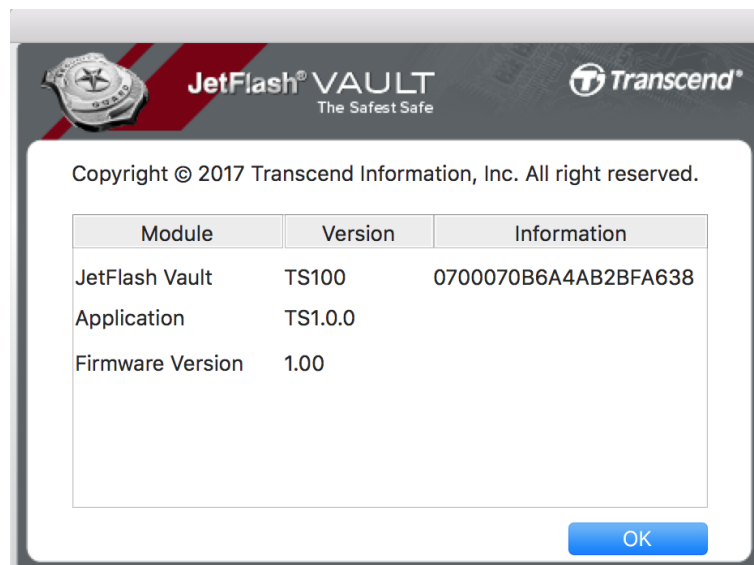 JetFlash® VAULT
The Safest Safe
Transcend®
Copyright © 2017 Transcend Information, Inc. All right reserved.
Module Version Information
JetFlash Vault TS100 0700070B6A4AB2BFA638
Application TS1.0.0
Firmware Version 1.00
OK